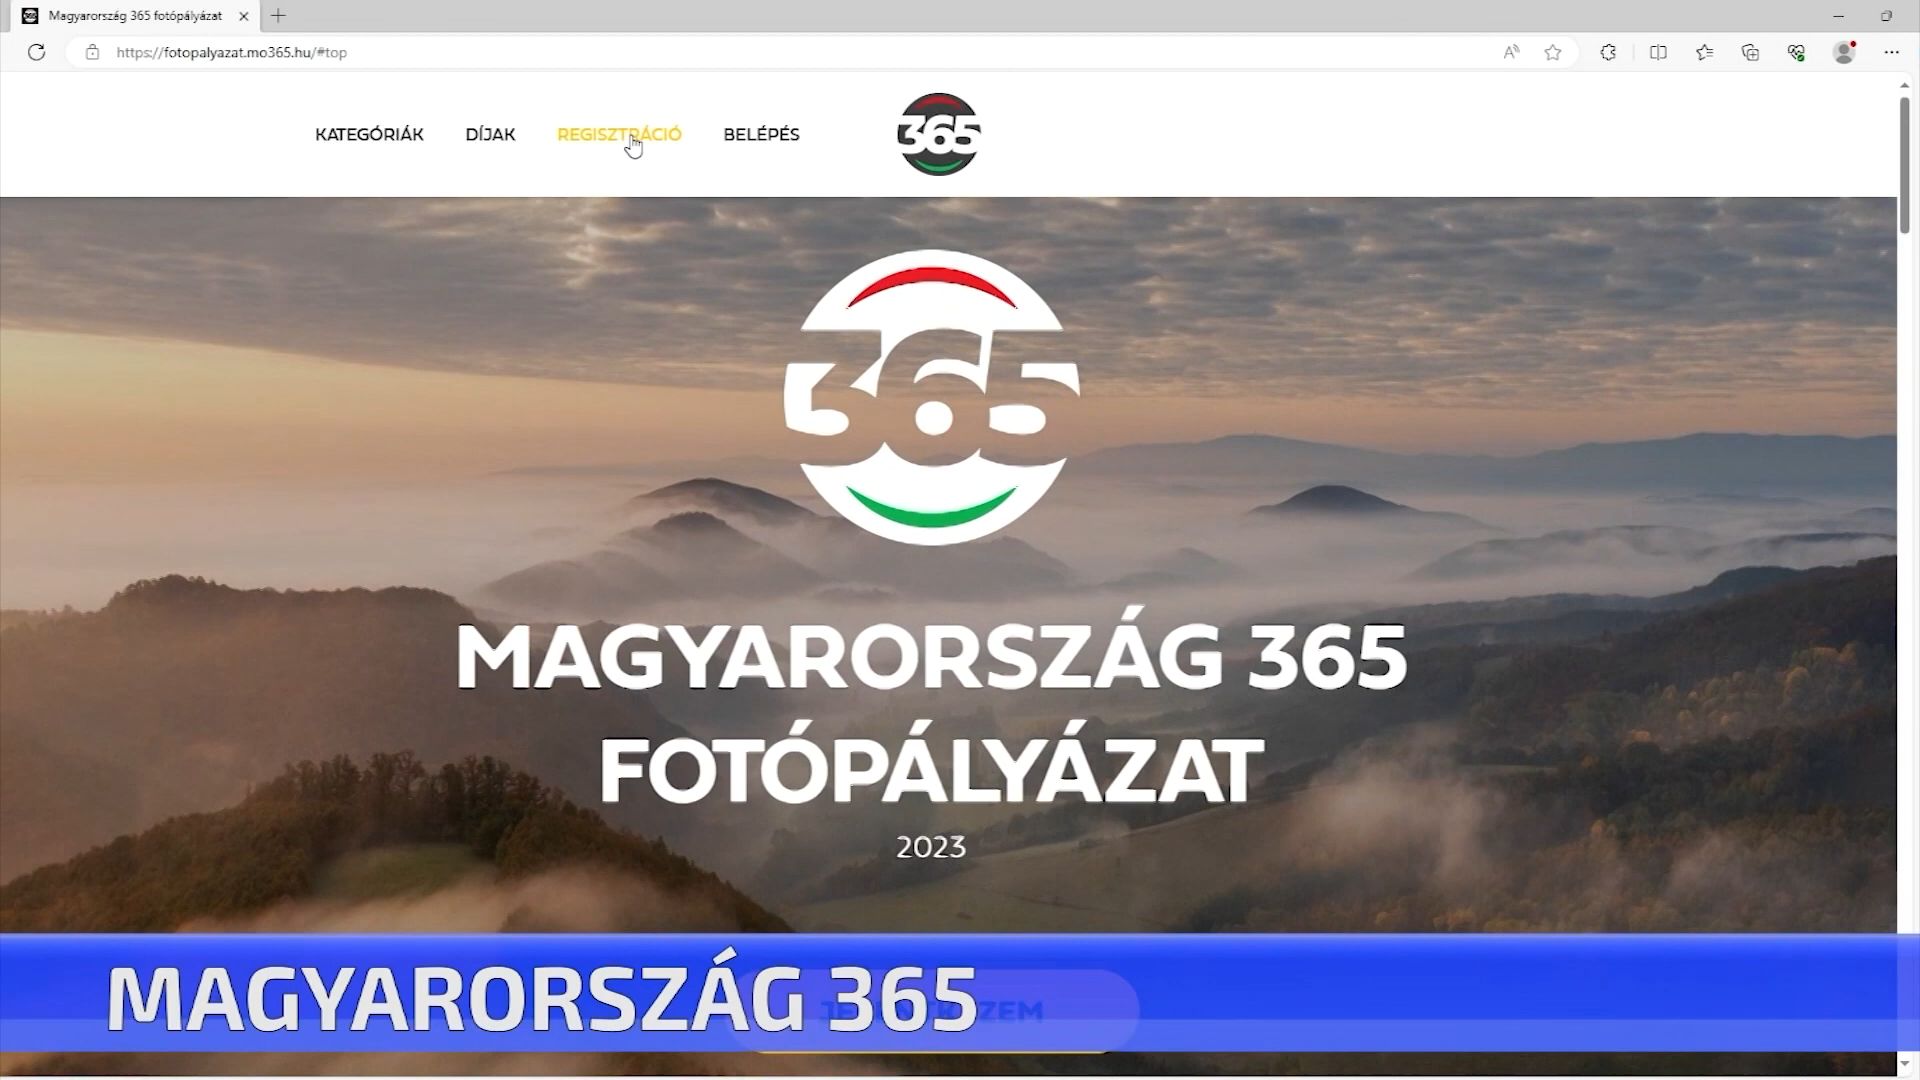 Magyarország 365 fotópályázat
https://fotopalyazat.mo365.hu/#top
KATEGÓRIÁK DÍJAK REGISZTRÁCIÓ BELÉPÉS 365
365
MAGYARORSZÁG 365
FOTÓPÁLYÁZAT
2023
MAGYARORSZÁG 365